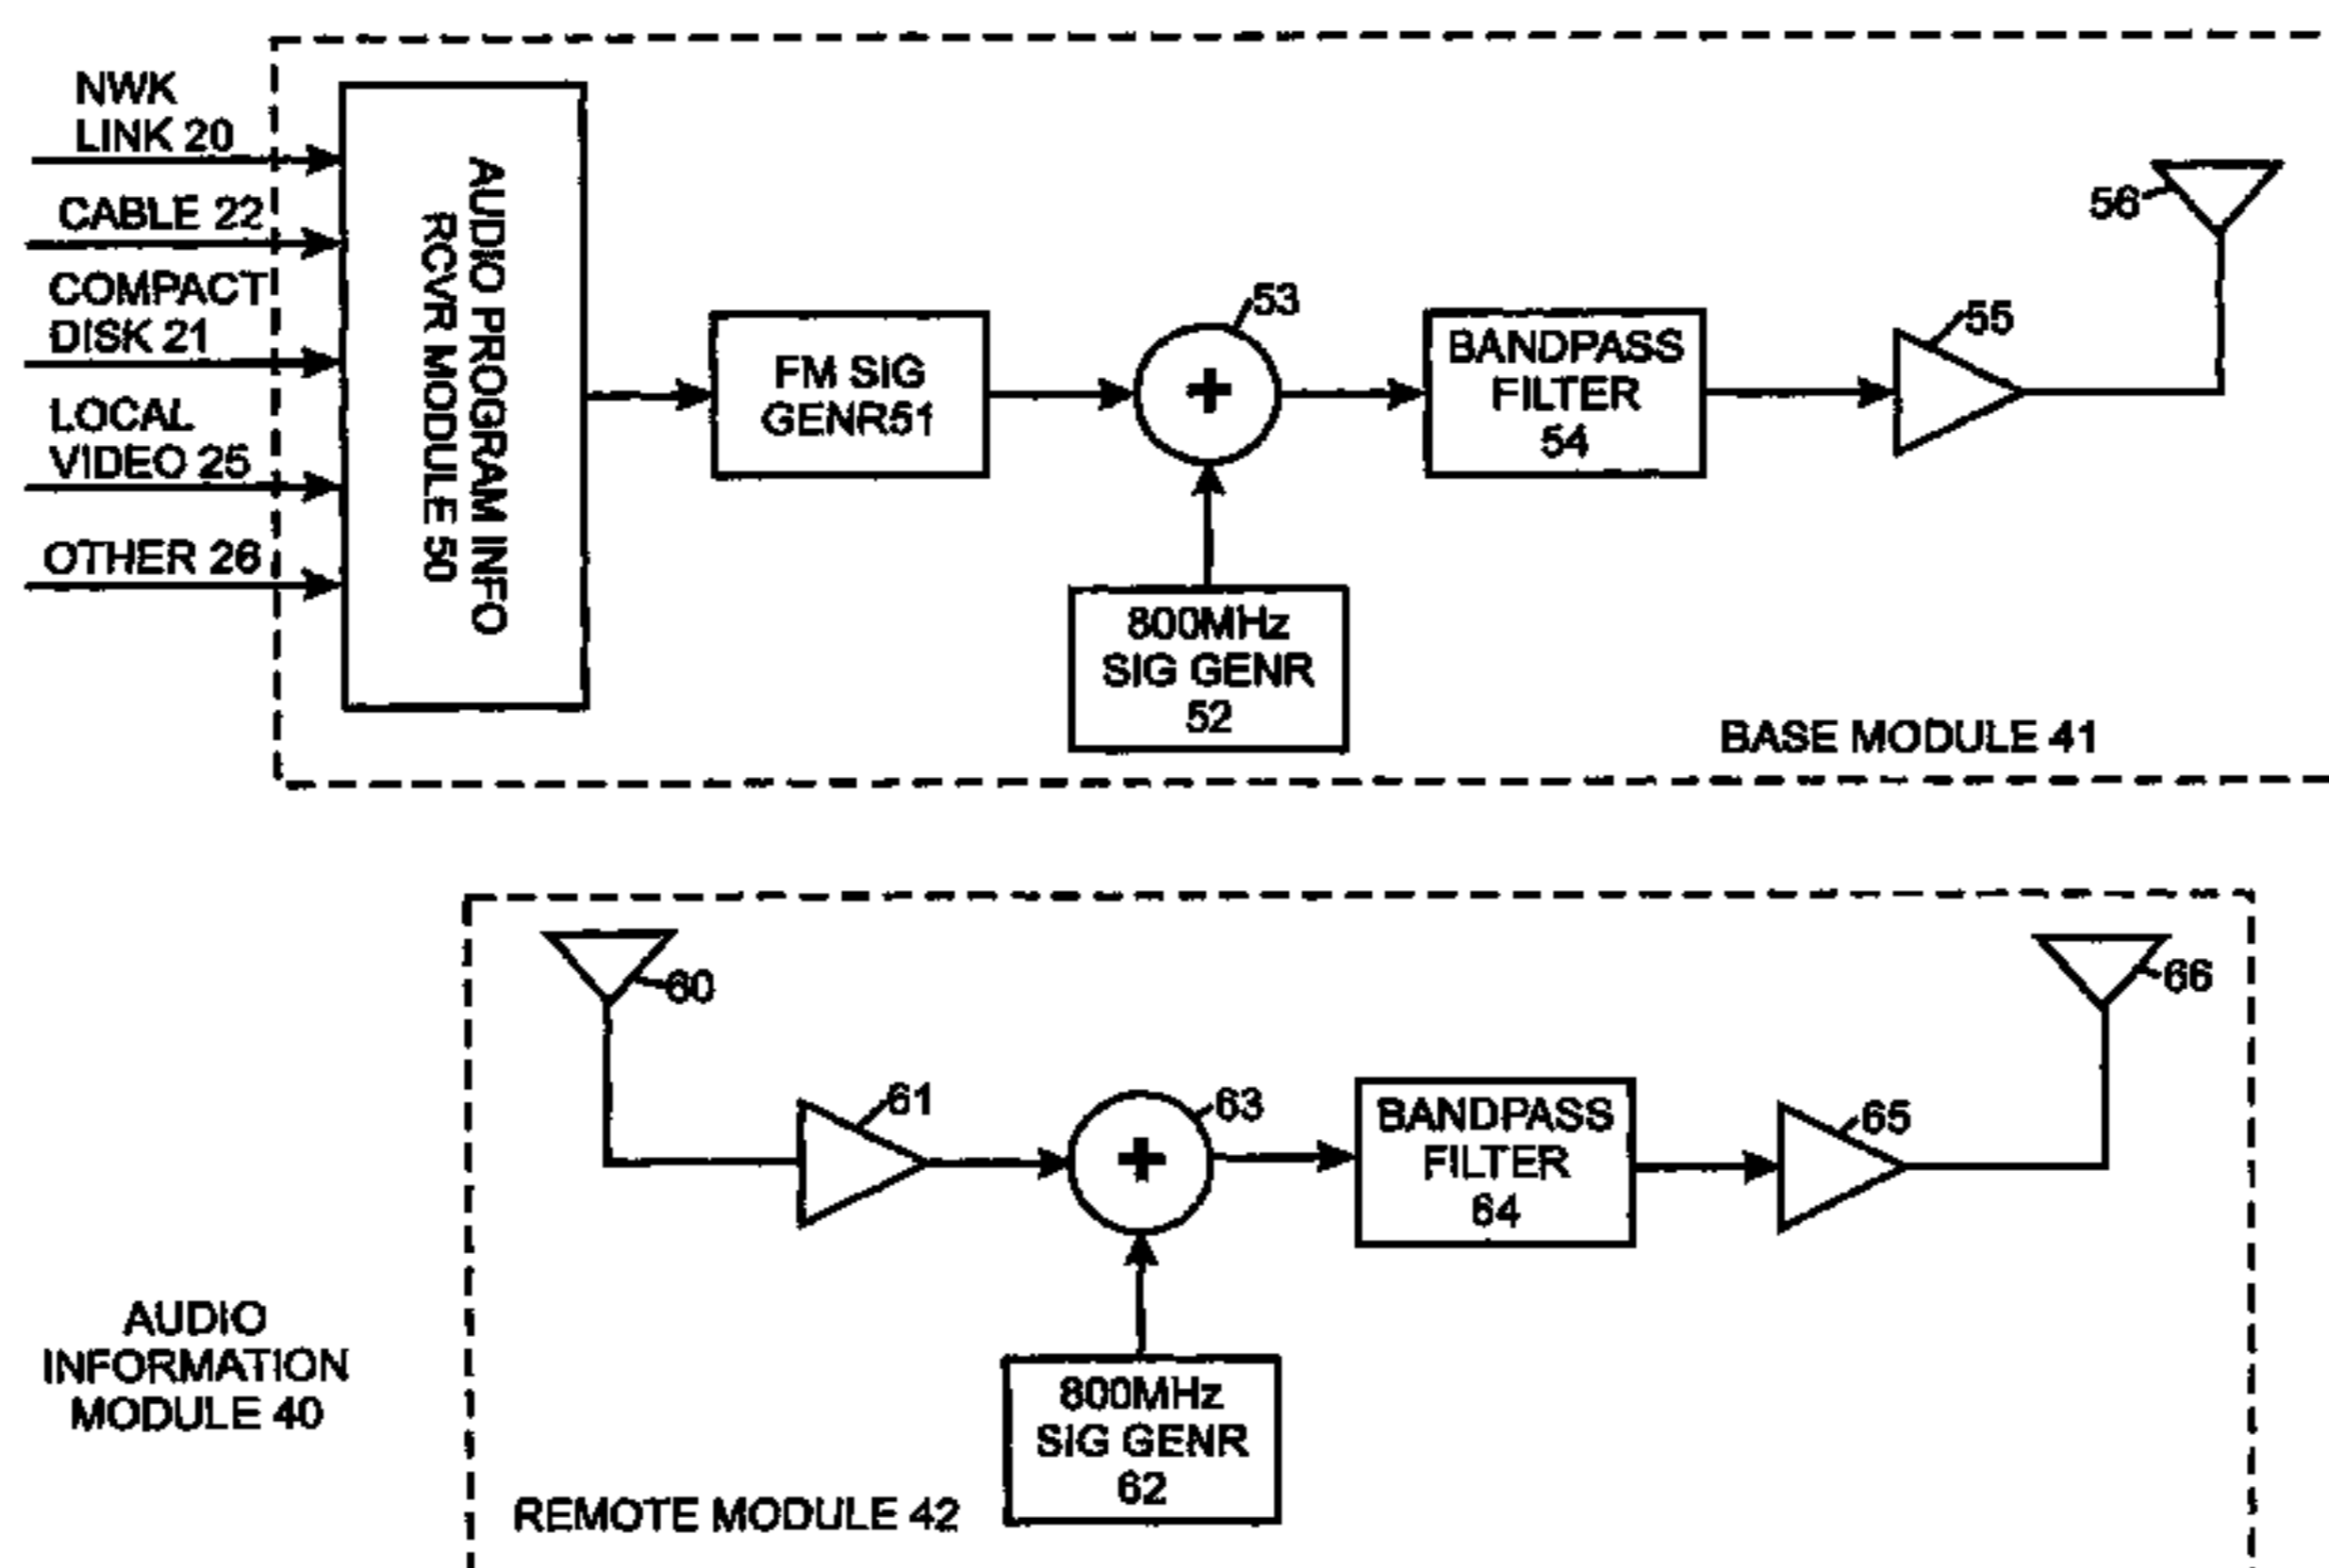 NWK
LINK 20
CABLE 22
COMPACT
DISK 21
LOCAL
VIDEO 25
OTHER 26
AUDIO PROGRAM INFO
RCVR MODULE 50
FM SIG
GENR51
53
800MHz
SIG GENR
52
BANDPASS
FILTER
54
55
56
BASE MODULE 41
60
61
63
800MHz
SIG GENR
62
BANDPASS
FILTER
64
65
66
AUDIO
INFORMATION
MODULE 40
REMOTE MODULE 42